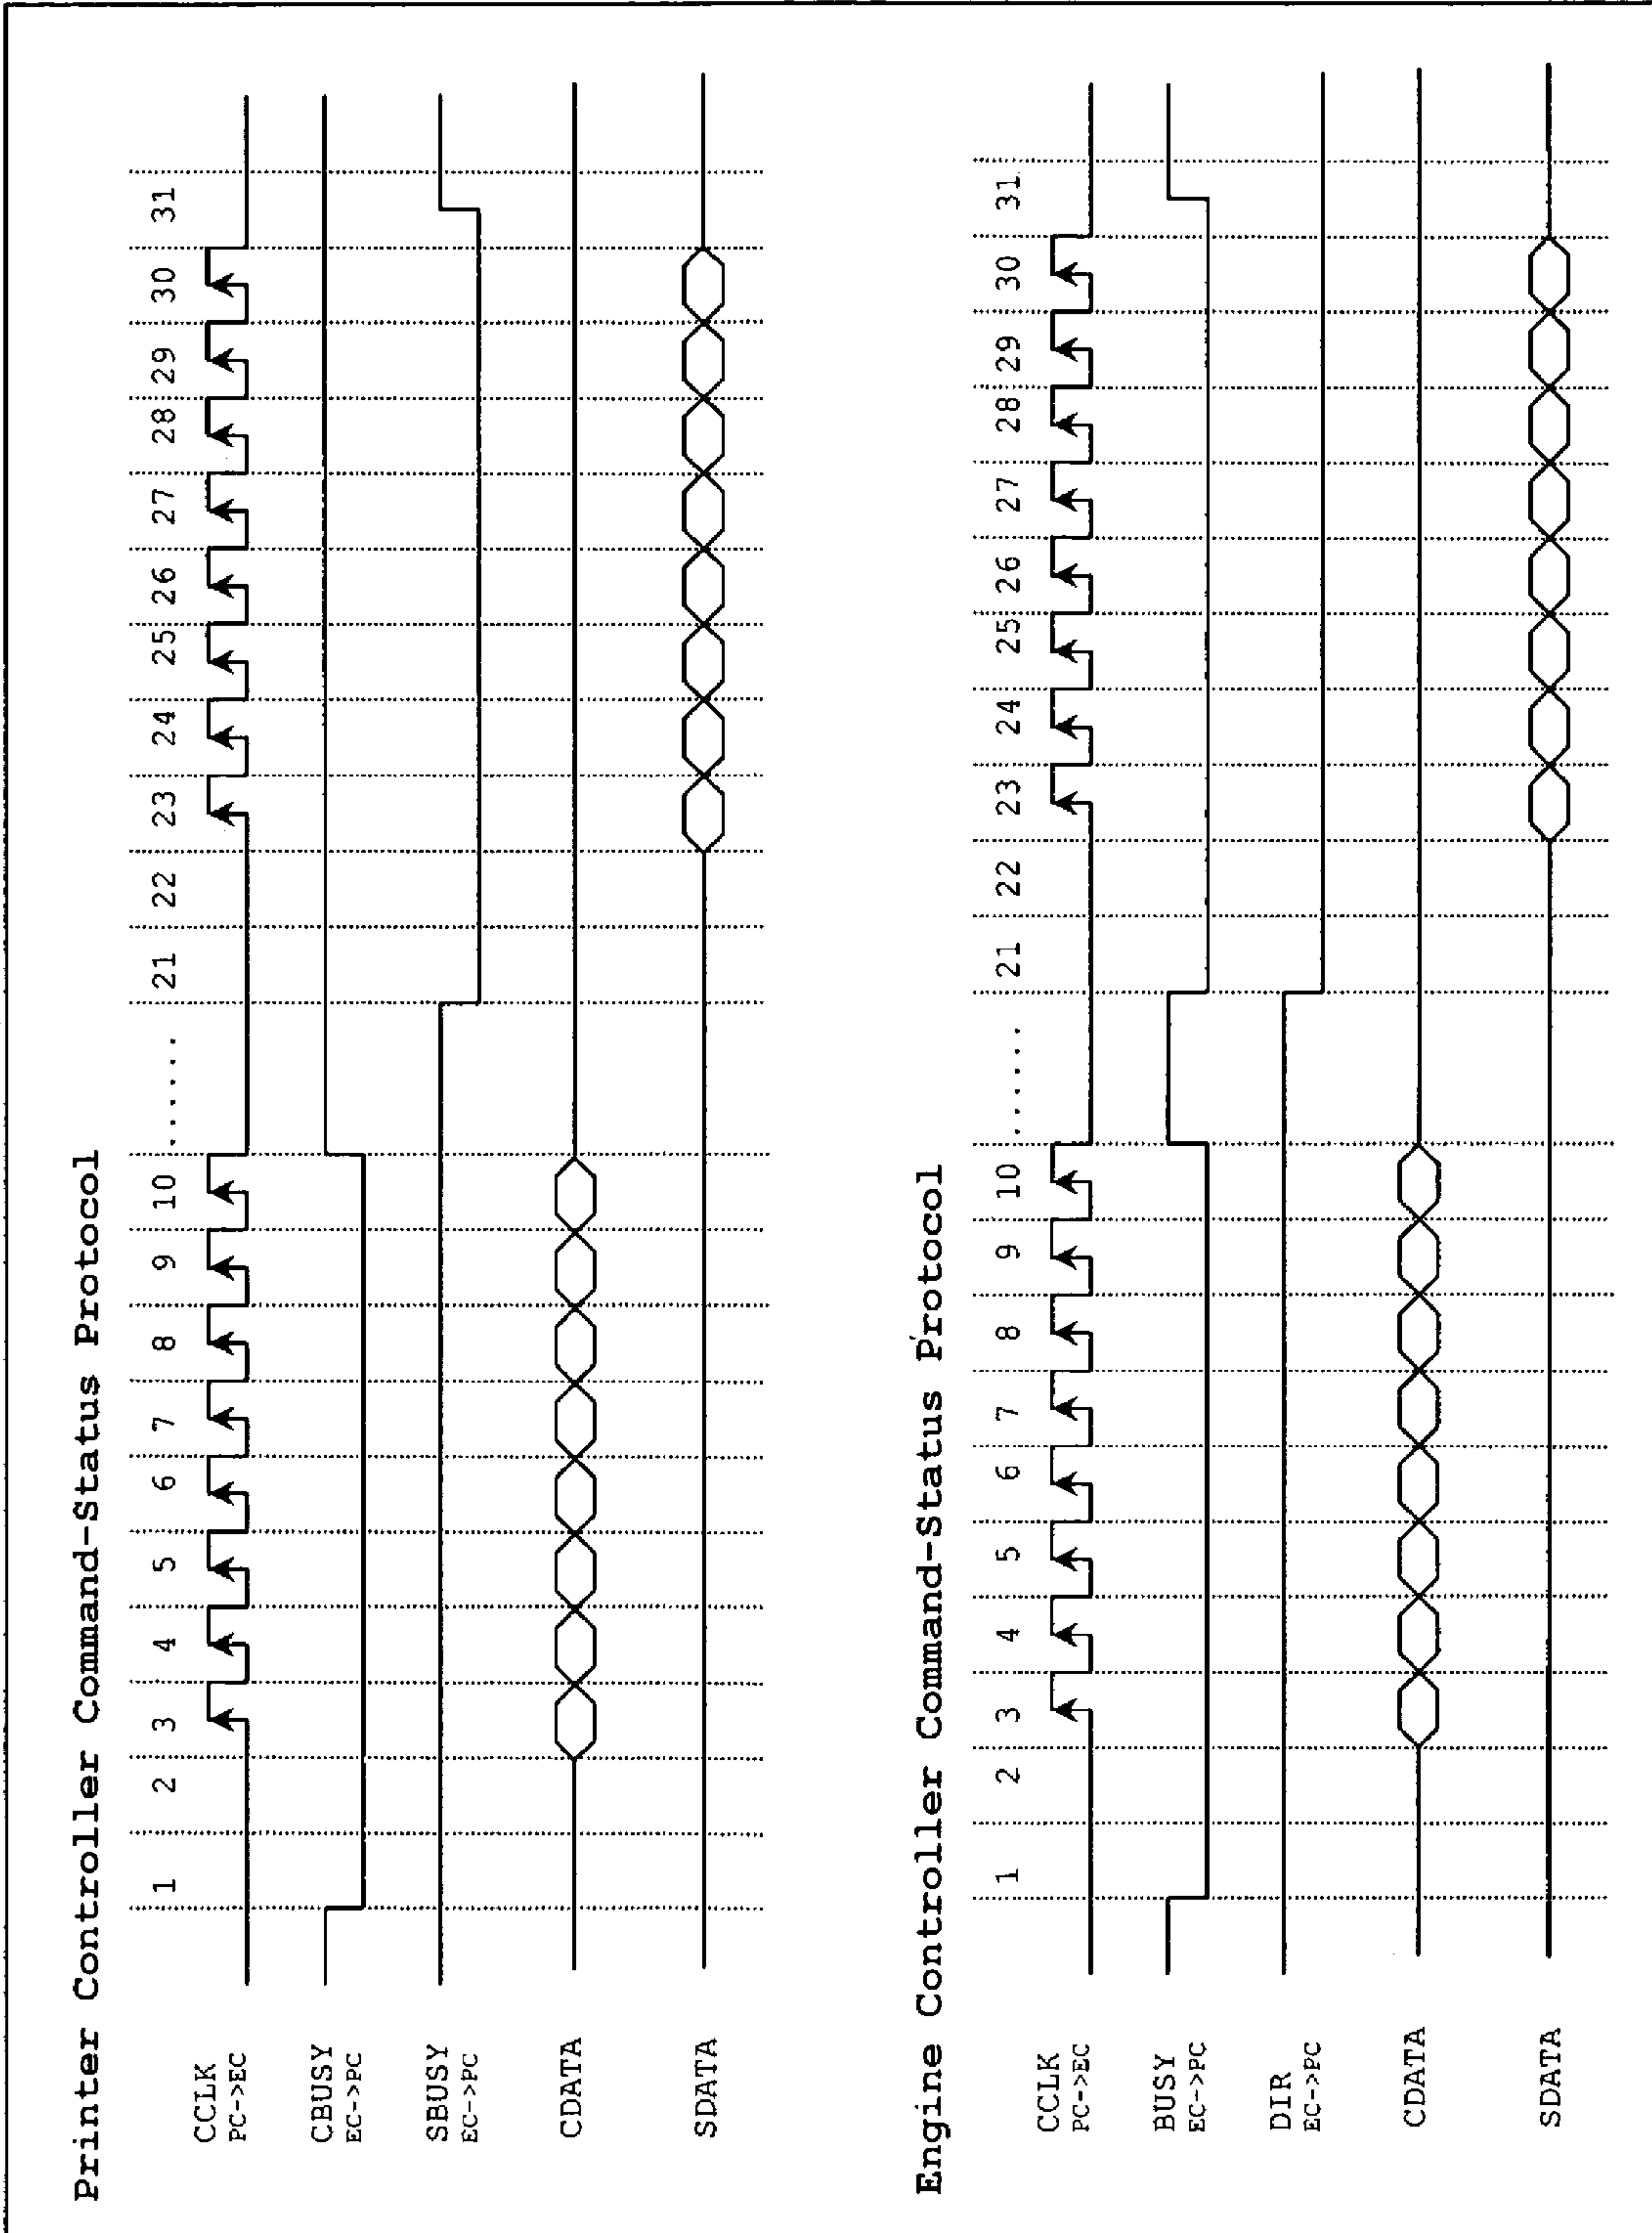 Printer Controller Command-Status Protocol
1 2 3 4 5 6 7 8 9 10 ...... 21 22 23 24 25 26 27 28 29 30 31
CCLK
PC->EC
CBUSY
EC->PC
SBUSY
EC->PC
CDATA
SDATA
Engine Controller Command-Status Protocol
1 2 3 4 5 6 7 8 9 10 ...... 21 22 23 24 25 26 27 28 29 30 31
CCLK
PC->EC
BUSY
EC->PC
DIR
EC->PC
CDATA
SDATA